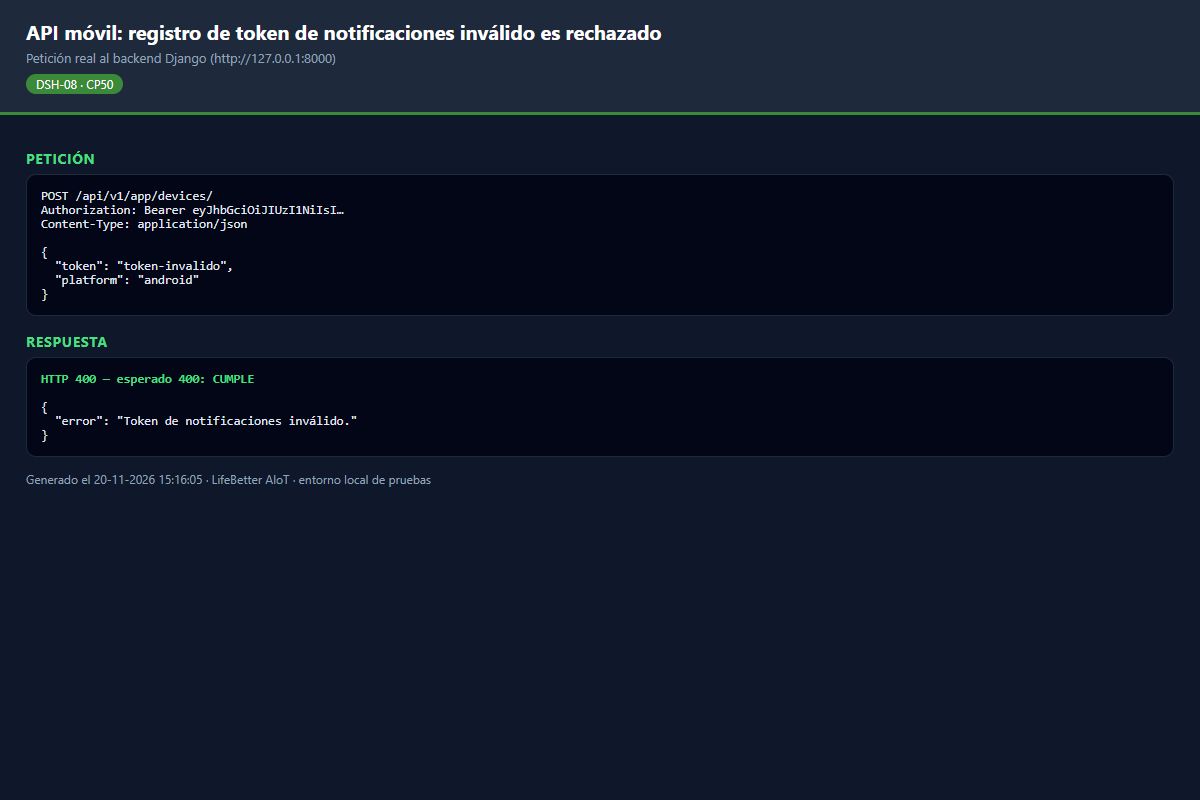 API móvil: registro de token de notificaciones inválido es rechazado
Petición real al backend Django (http://127.0.0.1:8000)
DSH-08 · CP50
PETICIÓN
POST /api/v1/app/devices/
Authorization: Bearer eyJhbGciOiJIUzI1NiIsI…
Content-Type: application/json
{
  "token": "token-invalido",
  "platform": "android"
}
RESPUESTA
HTTP 400 — esperado 400: CUMPLE
{
  "error": "Token de notificaciones inválido."
}
Generado el 20-11-2026 15:16:05 · LifeBetter AIoT · entorno local de pruebas